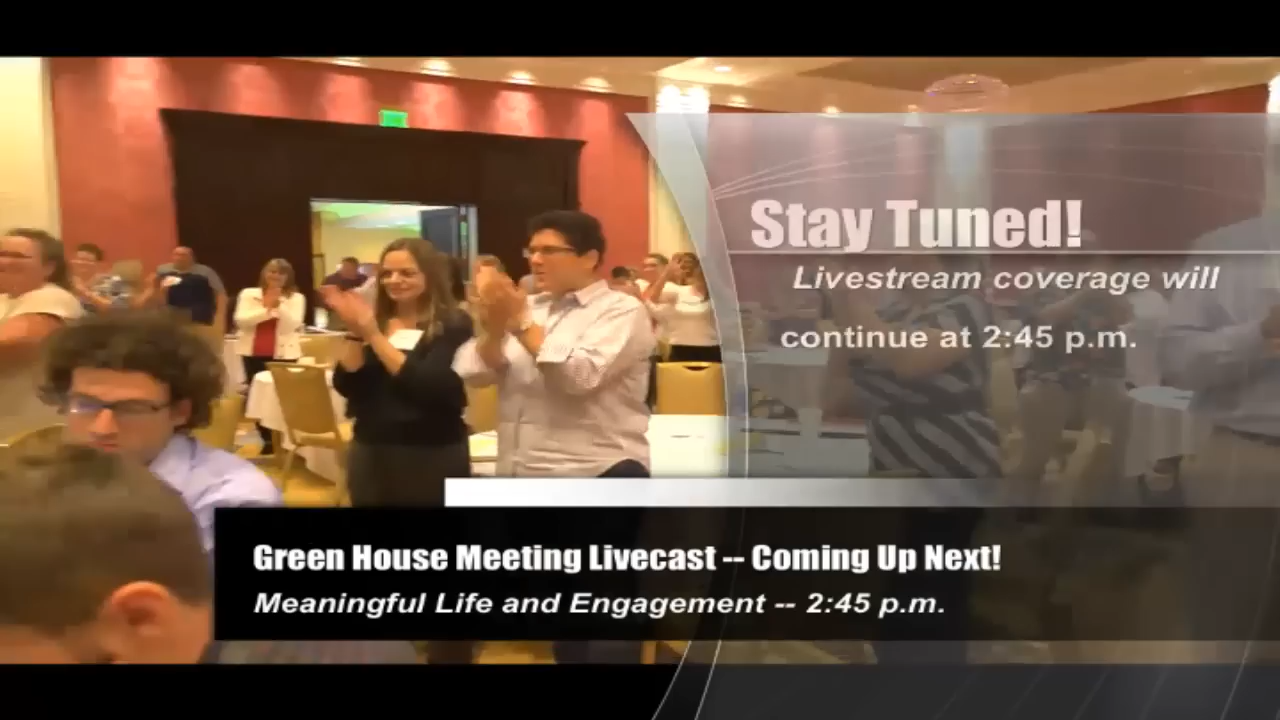 Stay Tuned!
Livestream coverage will
continue at 2:45 p.m.
Green House Meeting Livecast -- Coming Up Next!
Meaningful Life and Engagement -- 2:45 p.m.